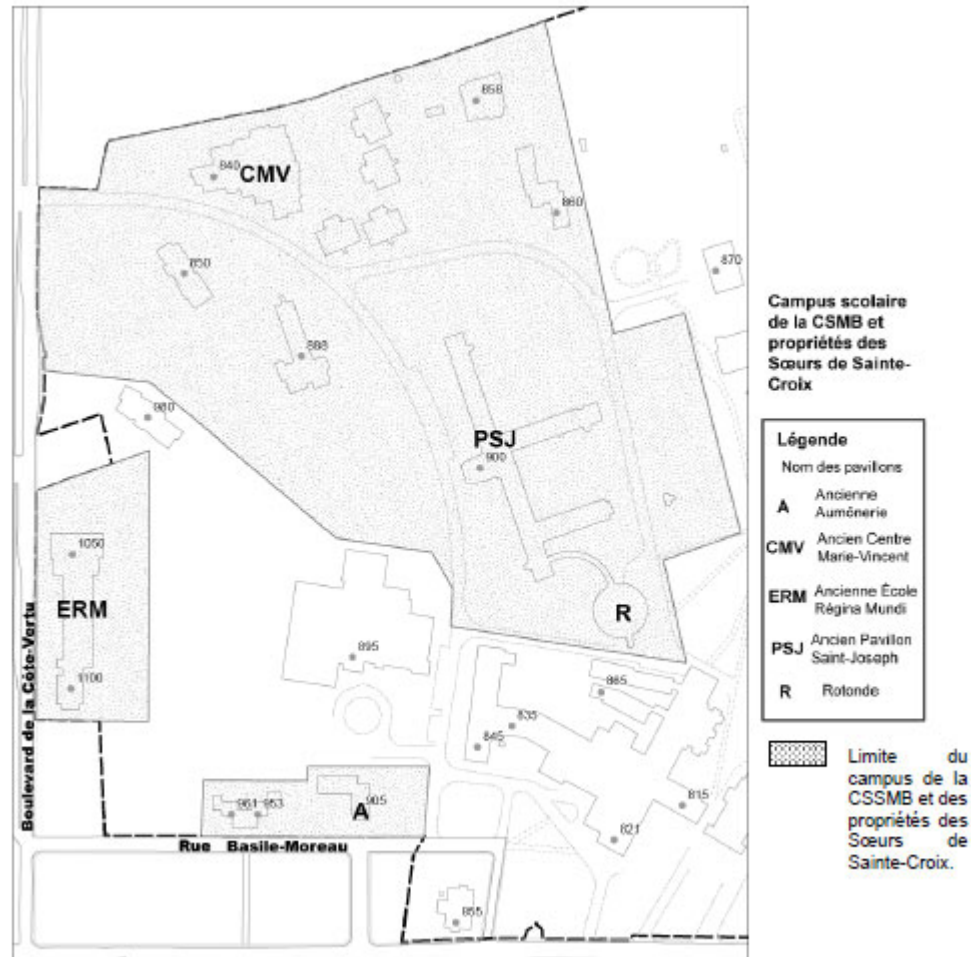 858
840
CMV
860
850
870
888
980
PSJ
900
1050
ERM
1100
R
895
865
835
845
815
821
961
953
905
A
855
Boulevard de la Côte-Vertu
Rue Basile-Moreau
Campus scolaire
de la CSMB et
propriétés des
Sœurs de Sainte-
Croix
Légende
Nom des pavillons
A Ancienne
Aumônerie
CMV Ancien Centre
Marie-Vincent
ERM Ancienne École
Régina Mundi
PSJ Ancien Pavillon
Saint-Joseph
R Rotonde
Limite du
campus de la
CSSMB et des
propriétés des
Sœurs de
Sainte-Croix.